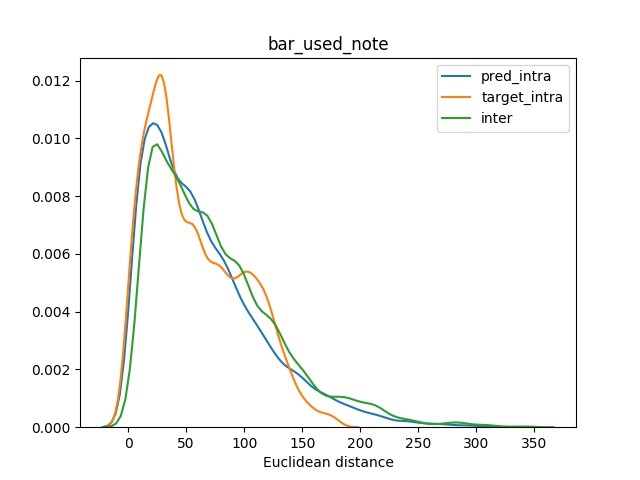 bar_used_note
pred_intra
target_intra
inter
0.012
0.010
0.008
0.006
0.004
0.002
0.000
0 50 100 150 200 250 300 350
Euclidean distance